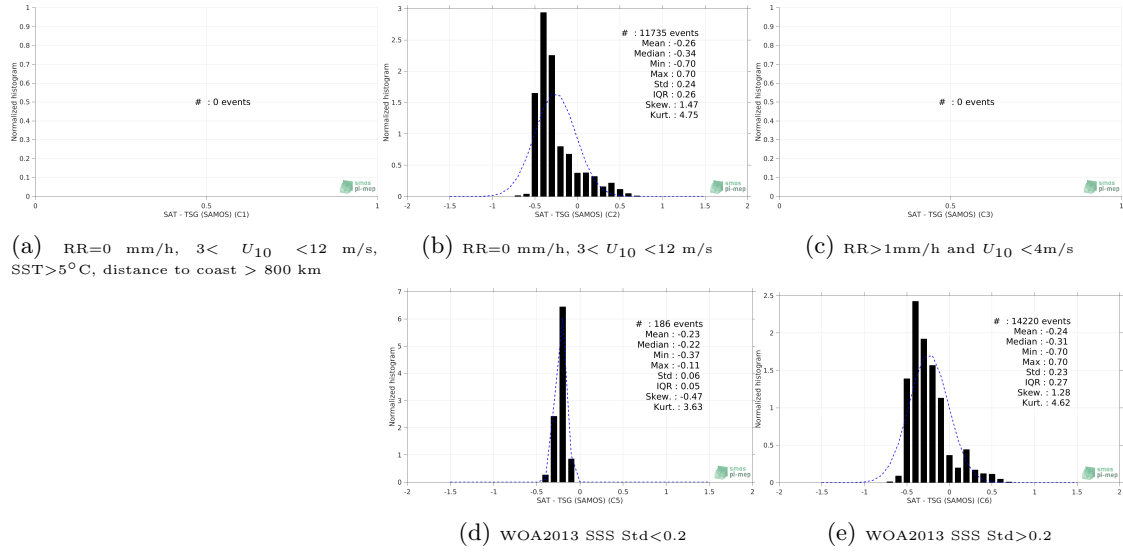 1
0.9
0.8
0.7
0.6
0.5
0.4
0.3
0.2
0.1
0
Normalized histogram
# : 0 events
0 0.5 1
SAT - TSG (SAMOS) (C1)
smos
pi-mep
(a) RR=0 mm/h, 3< U10 <12 m/s,
SST>5°C, distance to coast > 800 km
3
2.5
2
1.5
1
0.5
0
Normalized histogram
# : 11735 events
Mean : -0.26
Median : -0.34
Min : -0.70
Max : 0.70
Std : 0.24
IQR : 0.26
Skew. : 1.47
Kurt. : 4.75
-2 -1.5 -1 -0.5 0 0.5 1 1.5 2
SAT - TSG (SAMOS) (C2)
smos
pi-mep
(b) RR=0 mm/h, 3< U10 <12 m/s
1
0.9
0.8
0.7
0.6
0.5
0.4
0.3
0.2
0.1
0
Normalized histogram
# : 0 events
0 0.5 1
SAT - TSG (SAMOS) (C3)
smos
pi-mep
(c) RR>1mm/h and U10 <4m/s
7
6
5
4
3
2
1
0
Normalized histogram
# : 186 events
Mean : -0.23
Median : -0.22
Min : -0.37
Max : -0.11
Std : 0.06
IQR : 0.05
Skew. : -0.47
Kurt. : 3.63
-2 -1.5 -1 -0.5 0 0.5 1 1.5 2
SAT - TSG (SAMOS) (C5)
smos
pi-mep
(d) WOA2013 SSS Std<0.2
2.5
2
1.5
1
0.5
0
Normalized histogram
# : 14220 events
Mean : -0.24
Median : -0.31
Min : -0.70
Max : 0.70
Std : 0.23
IQR : 0.27
Skew. : 1.28
Kurt. : 4.62
-2 -1.5 -1 -0.5 0 0.5 1 1.5 2
SAT - TSG (SAMOS) (C6)
smos
pi-mep
(e) WOA2013 SSS Std>0.2